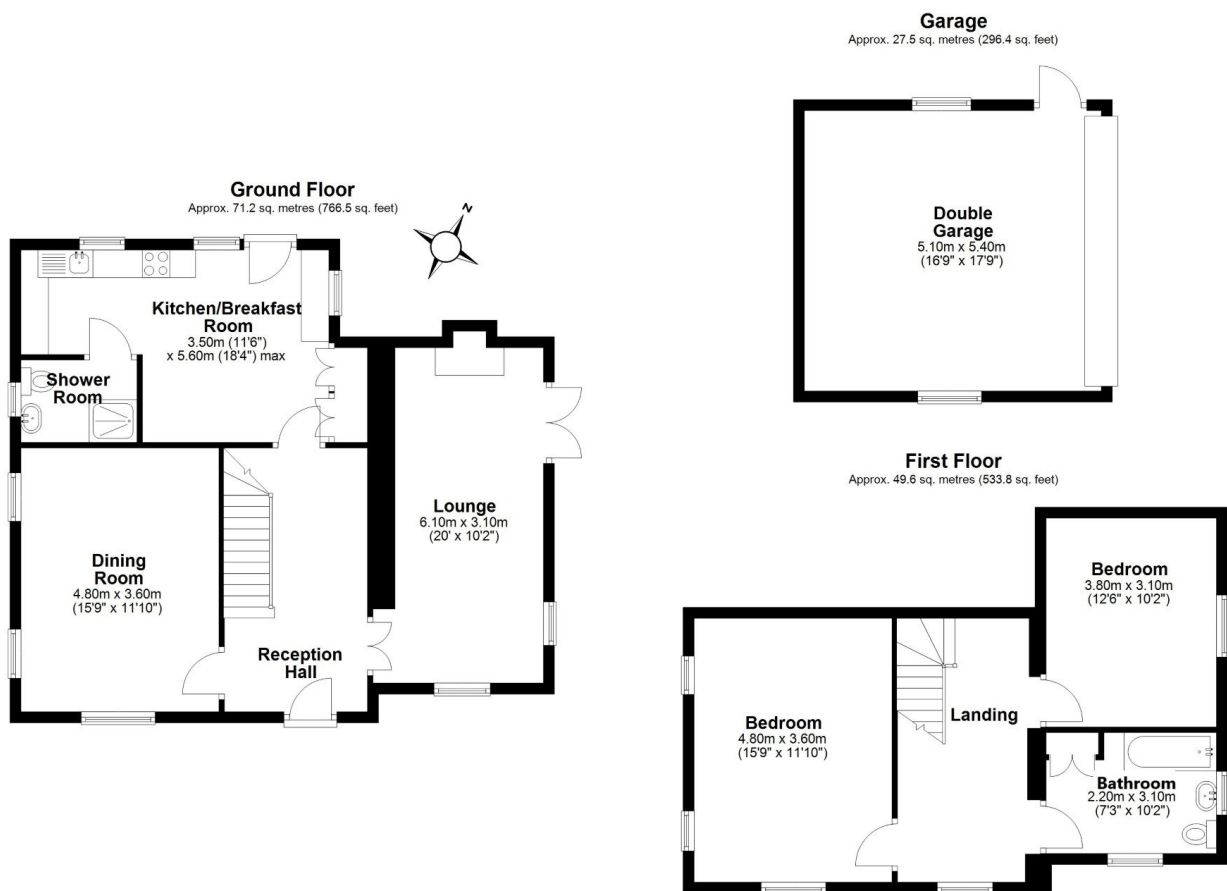 Garage
Approx. 27.5 sq. metres (296.4 sq. feet)
Double
Garage
5.10m x 5.40m
(16'9" x 17'9")
Ground Floor
Approx. 71.2 sq. metres (766.5 sq. feet)
N
Kitchen/Breakfast
Room
3.50m (11'6")
x 5.60m (18'4") max
Shower
Room
Dining
Room
4.80m x 3.60m
(15'9" x 11'10")
Reception
Hall
Lounge
6.10m x 3.10m
(20' x 10'2")
First Floor
Approx. 49.6 sq. metres (533.8 sq. feet)
Bedroom
3.80m x 3.10m
(12'6" x 10'2")
Bedroom
4.80m x 3.60m
(15'9" x 11'10")
Landing
Bathroom
2.20m x 3.10m
(7'3" x 10'2")